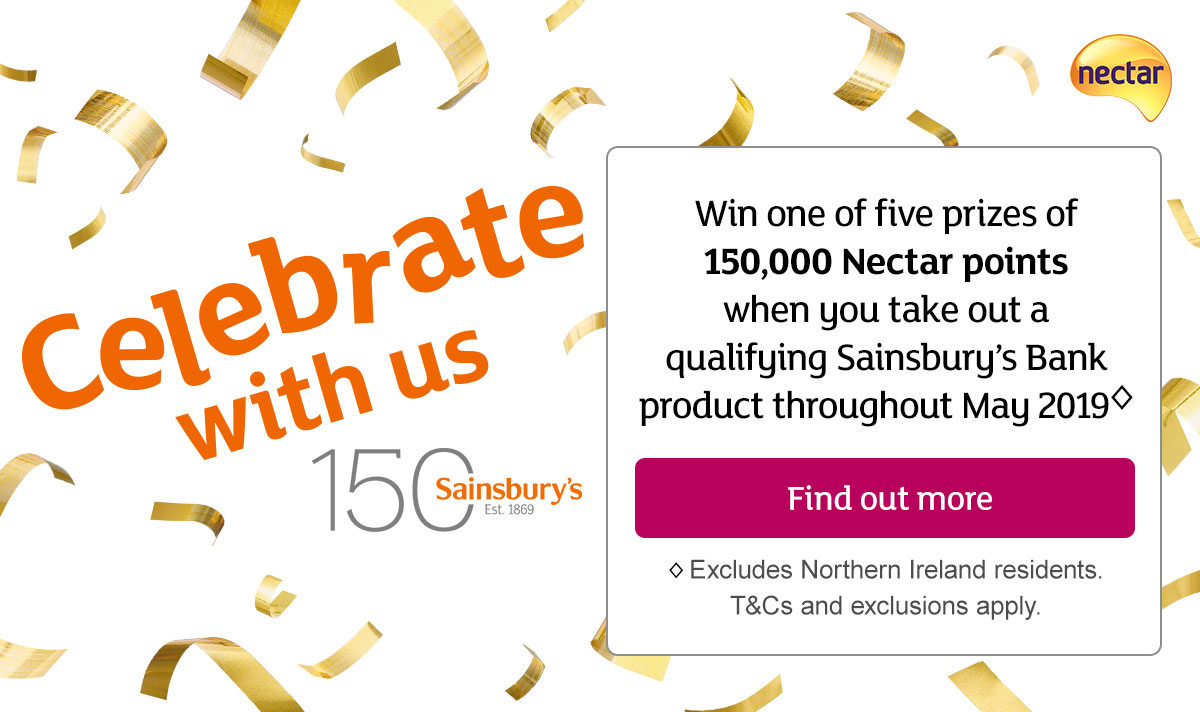 nectar
Celebrate
with us
150 Sainsbury's
Est. 1869
Win one of five prizes of
150,000 Nectar points
when you take out a
qualifying Sainsbury’s Bank
product throughout May 2019◊
Find out more
◊ Excludes Northern Ireland residents.
T&Cs and exclusions apply.